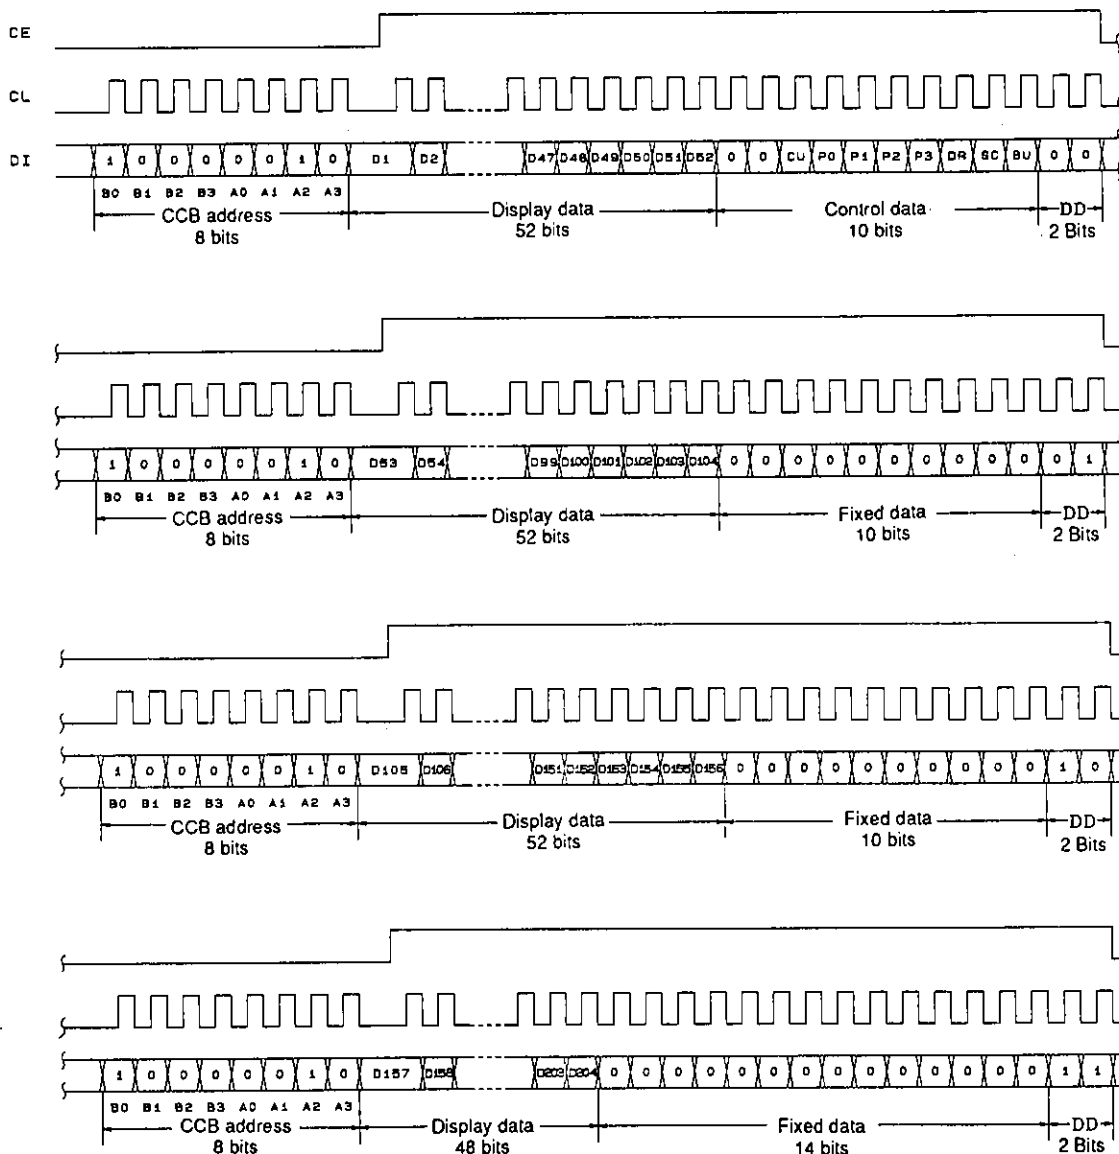 CE
CL
DI 1 0 0 0 0 0 1 0 D1 D2 D47 D48 D49 D50 D51 D52 0 0 CU P0 P1 P2 P3 DR SC BU 0 0
B0 B1 B2 B3 A0 A1 A2 A3
CCB address Display data Control data DD
8 bits 52 bits 10 bits 2 Bits
1 0 0 0 0 0 1 0 D53 D54 D99 D100 D101 D102 D103 D104 0 0 0 0 0 0 0 0 0 0 0 1
B0 B1 B2 B3 A0 A1 A2 A3
CCB address Display data Fixed data DD
8 bits 52 bits 10 bits 2 Bits
1 0 0 0 0 0 1 0 D105 D106 D151 D152 D153 D154 D155 D156 0 0 0 0 0 0 0 0 0 0 1 0
B0 B1 B2 B3 A0 A1 A2 A3
CCB address Display data Fixed data DD
8 bits 52 bits 10 bits 2 Bits
1 0 0 0 0 0 1 0 D157 D158 D203 D204 0 0 0 0 0 0 0 0 0 0 0 0 0 0 1 1
B0 B1 B2 B3 A0 A1 A2 A3
CCB address Display data Fixed data DD
8 bits 48 bits 14 bits 2 Bits